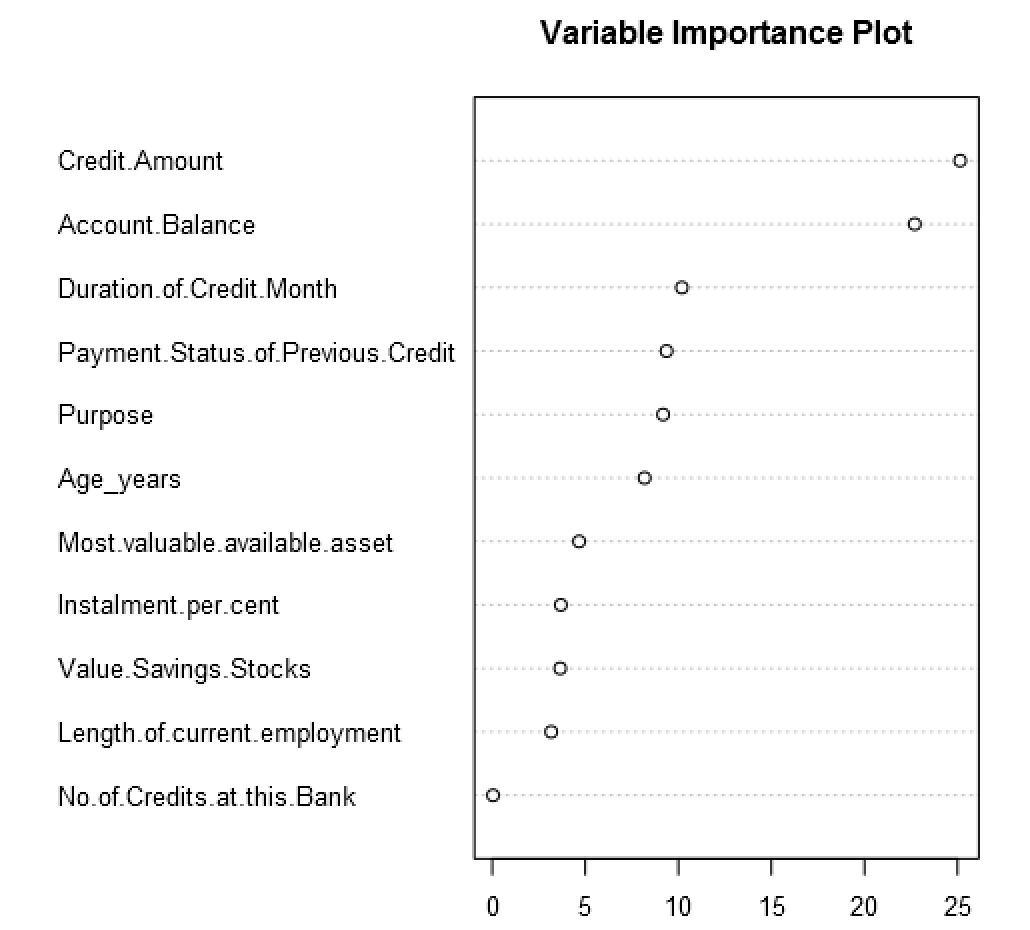 Variable Importance Plot
Credit.Amount
Account.Balance
Duration.of.Credit.Month
Payment.Status.of.Previous.Credit
Purpose
Age_years
Most.valuable.available.asset
Instalment.per.cent
Value.Savings.Stocks
Length.of.current.employment
No.of.Credits.at.this.Bank
0 5 10 15 20 25